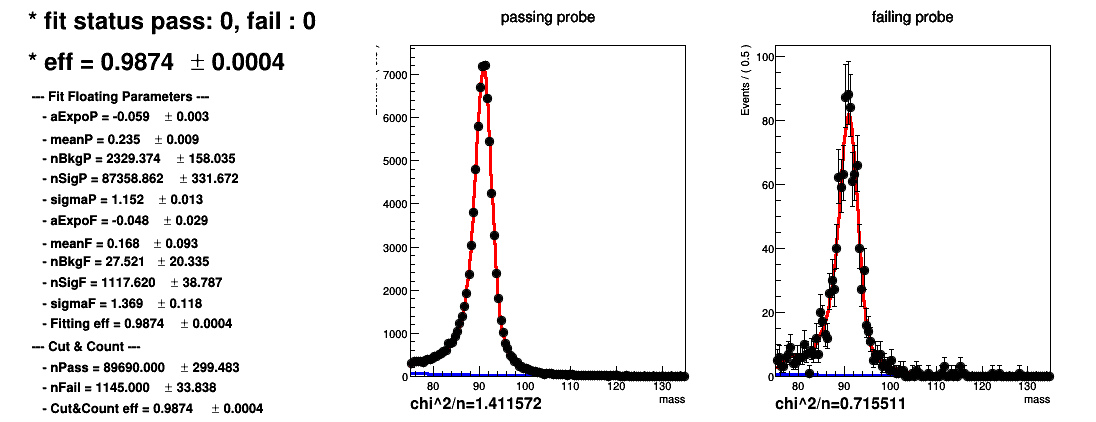 * fit status pass: 0, fail : 0
* eff = 0.9874 ± 0.0004
--- Fit Floating Parameters ---
- aExpoP = -0.059 ± 0.003
- meanP = 0.235 ± 0.009
- nBkgP = 2329.374 ± 158.035
- nSigP = 87358.862 ± 331.672
- sigmaP = 1.152 ± 0.013
- aExpoF = -0.048 ± 0.029
- meanF = 0.168 ± 0.093
- nBkgF = 27.521 ± 20.335
- nSigF = 1117.620 ± 38.787
- sigmaF = 1.369 ± 0.118
- Fitting eff = 0.9874 ± 0.0004
--- Cut & Count ---
- nPass = 89690.000 ± 299.483
- nFail = 1145.000 ± 33.838
- Cut&Count eff = 0.9874 ± 0.0004
passing probe
7000
6000
5000
4000
3000
2000
1000
0
80 90 100 110 120 130
mass
chi^2/n=1.411572
failing probe
Events / ( 0.5 )
100
80
60
40
20
0
80 90 100 110 120 130
mass
chi^2/n=0.715511